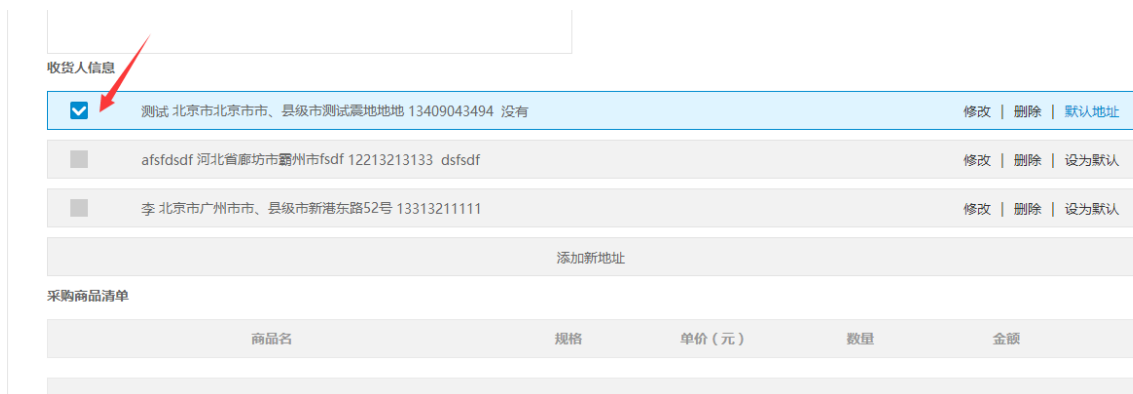 收货人信息
测试 北京市北京市市、县级市测试震地地地 13409043494 没有 修改 | 删除 | 默认地址
afsfdsdf 河北省廊坊市霸州市fsdf 12213213133 dsfsdf 修改 | 删除 | 设为默认
李 北京市广州市市、县级市新港东路52号 13313211111 修改 | 删除 | 设为默认
添加新地址
采购商品清单
商品名 规格 单价（元） 数量 金额